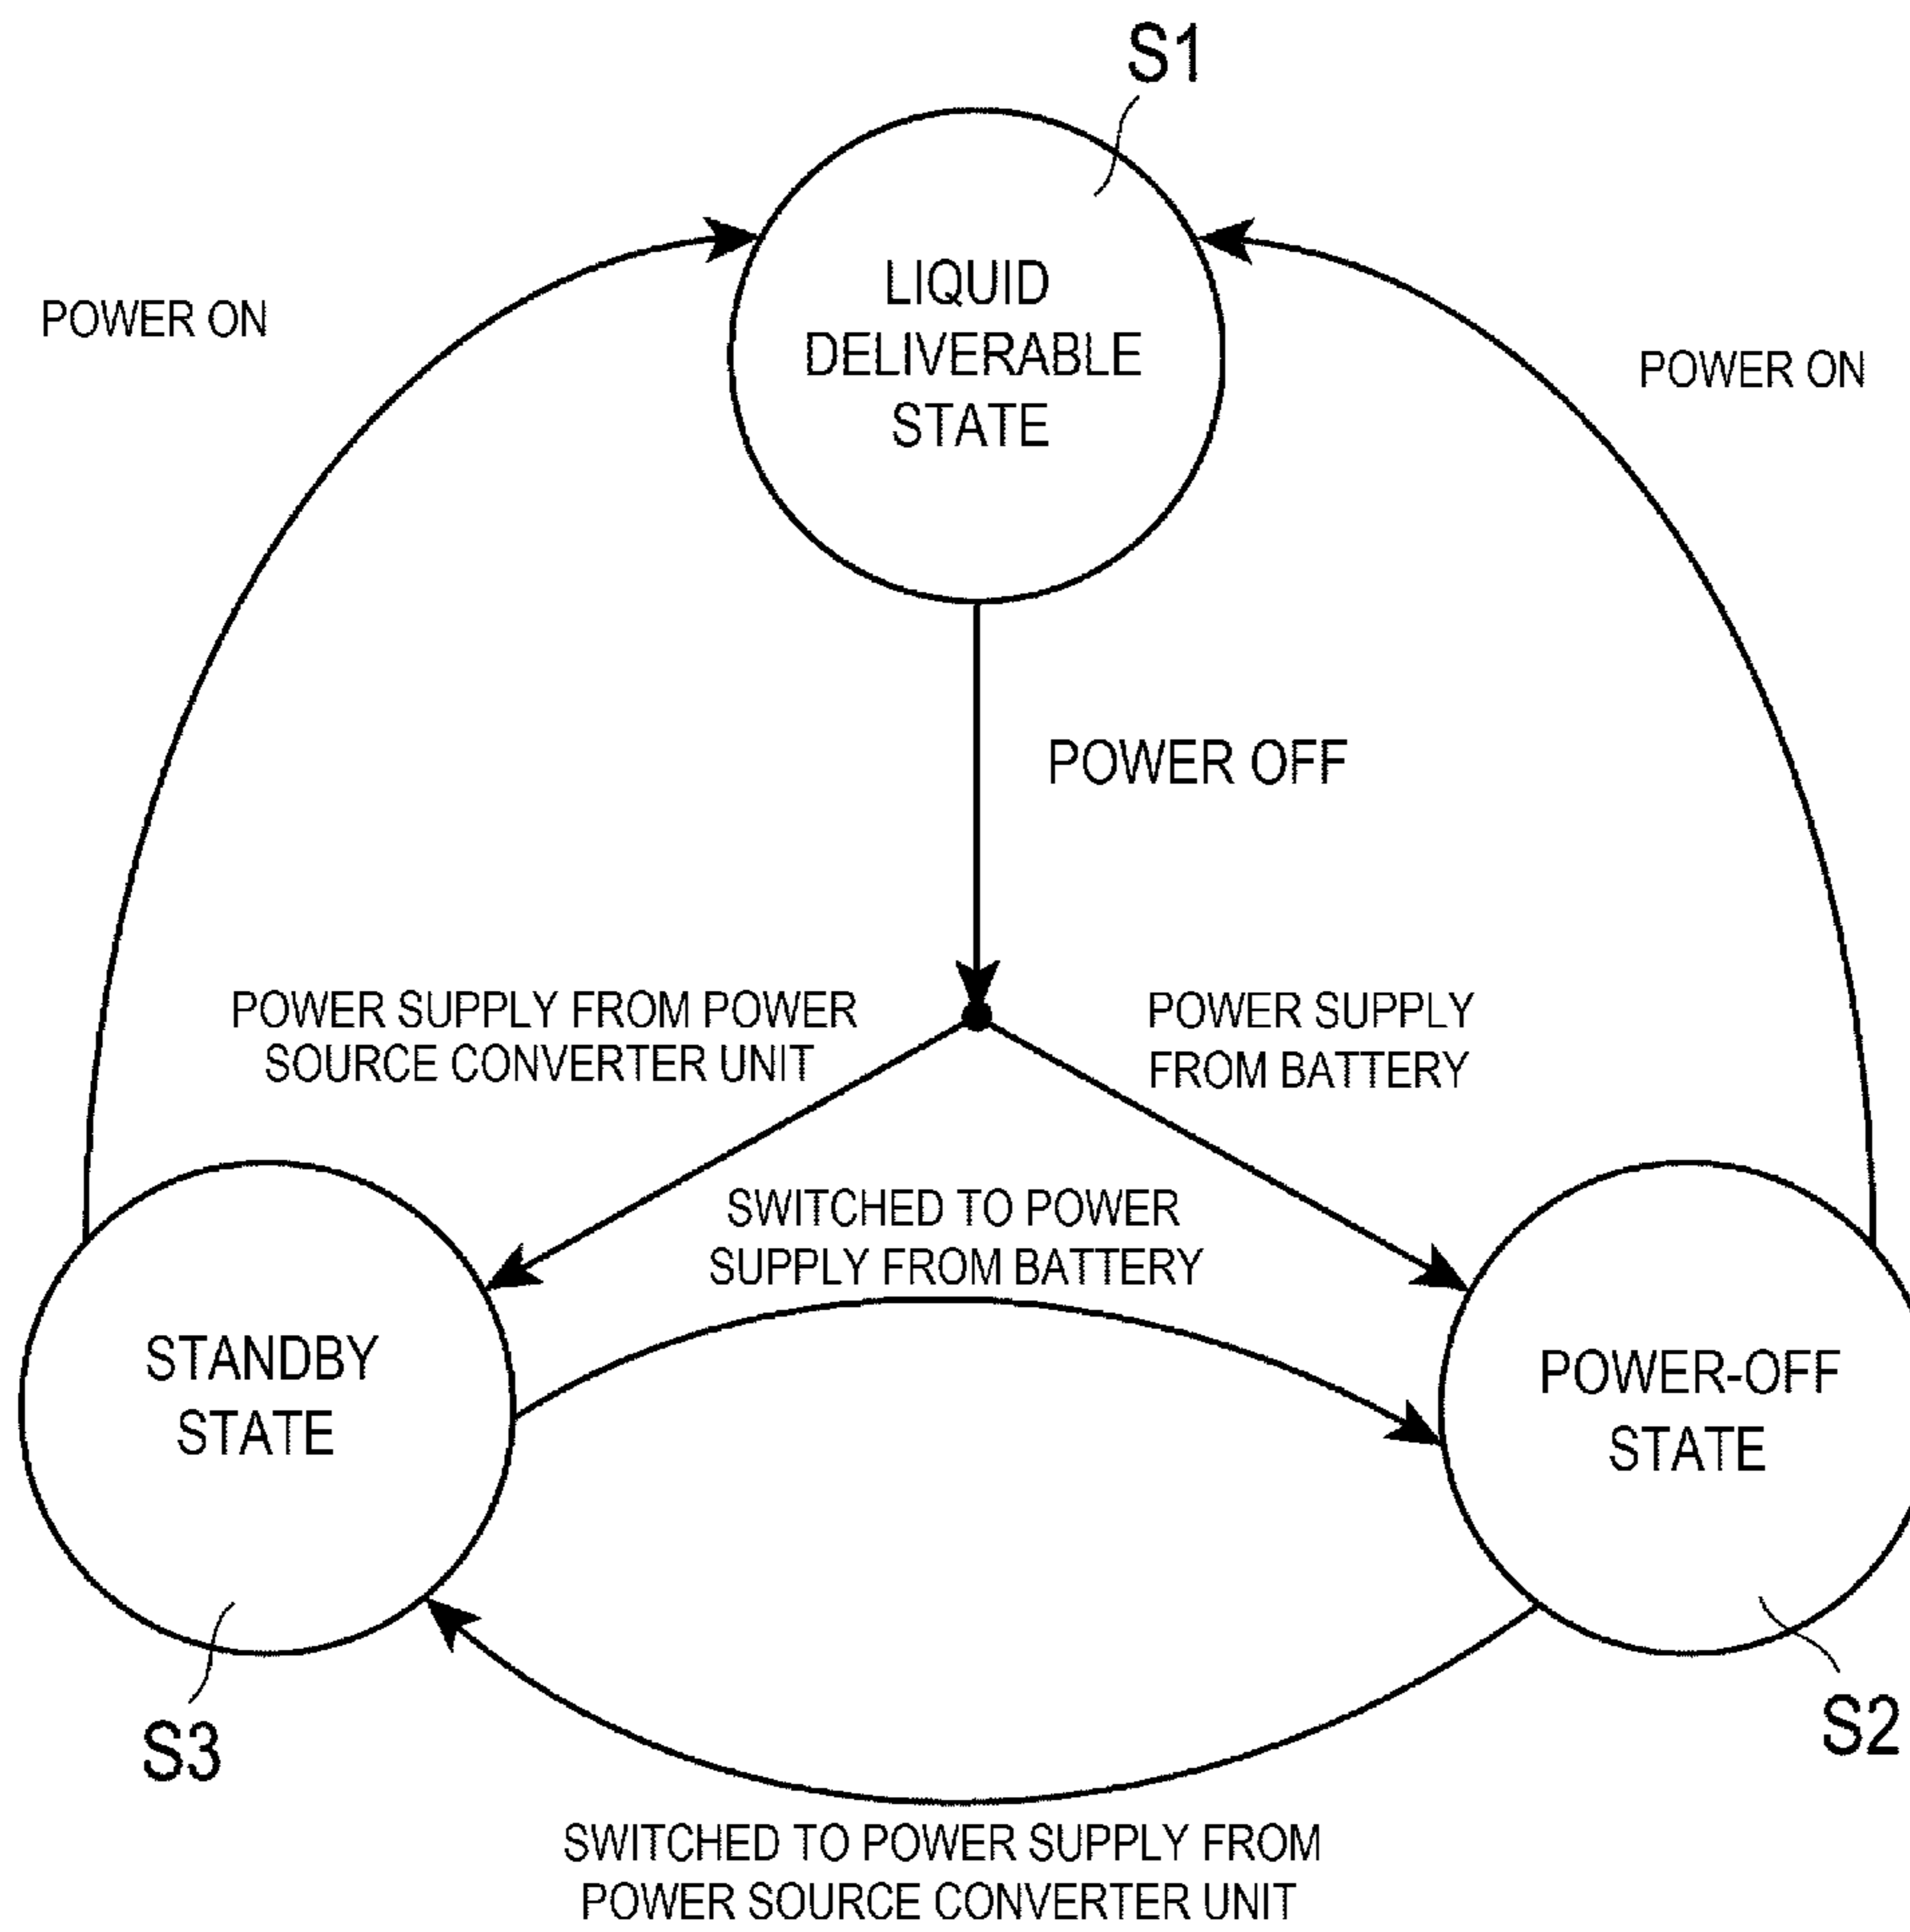 S1
LIQUID
DELIVERABLE
STATE
POWER ON
POWER ON
POWER OFF
POWER SUPPLY FROM POWER
SOURCE CONVERTER UNIT
POWER SUPPLY
FROM BATTERY
SWITCHED TO POWER
SUPPLY FROM BATTERY
STANDBY
STATE
POWER-OFF
STATE
S3
S2
SWITCHED TO POWER SUPPLY FROM
POWER SOURCE CONVERTER UNIT